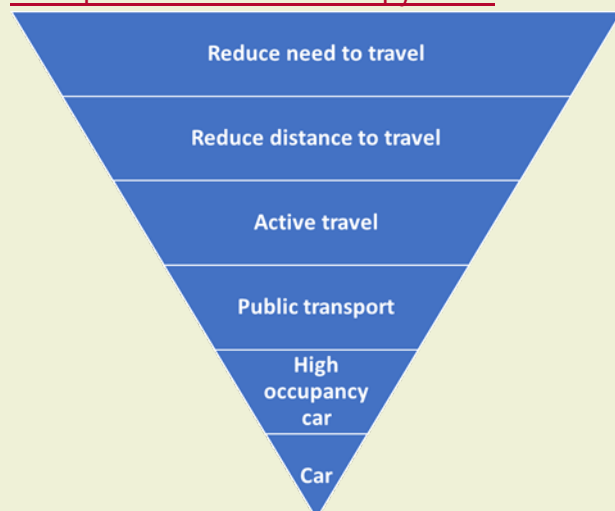 Reduce need to travel
Reduce distance to travel
Active travel
Public transport
High
occupancy
car
Car